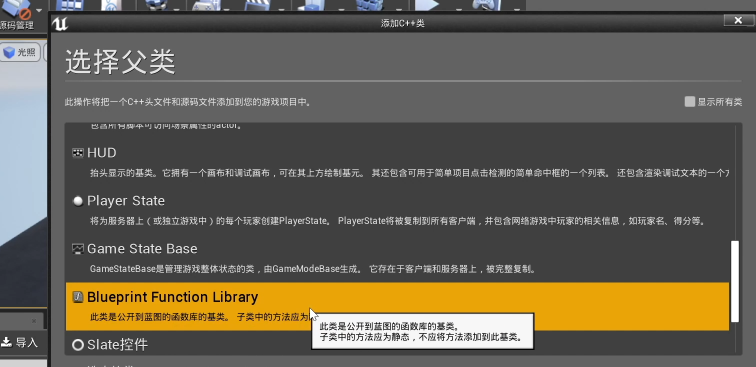 源码管理
添加C++类
光照
选择父类
此操作将把一个C++头文件和源码文件添加到您的游戏项目中。
显示所有类
包含所有脚本可访问场景属性的actor。
HUD
抬头显示的基类。它拥有一个画布和调试画布，可在其上方绘制基元。 其还包含可用于简单项目点击检测的简单命中框的一个列表。 还包含渲染调试文本的一个方
Player State
将为服务器上（或独立游戏中）的每个玩家创建PlayerState。 PlayerState将被复制到所有客户端，并包含网络游戏中玩家的相关信息，如玩家名、得分等。
Game State Base
GameStateBase是管理游戏整体状态的类，由GameModeBase生成。 它存在于客户端和服务器上，被完整复制。
Blueprint Function Library
此类是公开到蓝图的函数库的基类。 子类中的方法应为
此类是公开到蓝图的函数库的基类。
子类中的方法应为静态，不应将方法添加到此基类。
导入
Slate控件